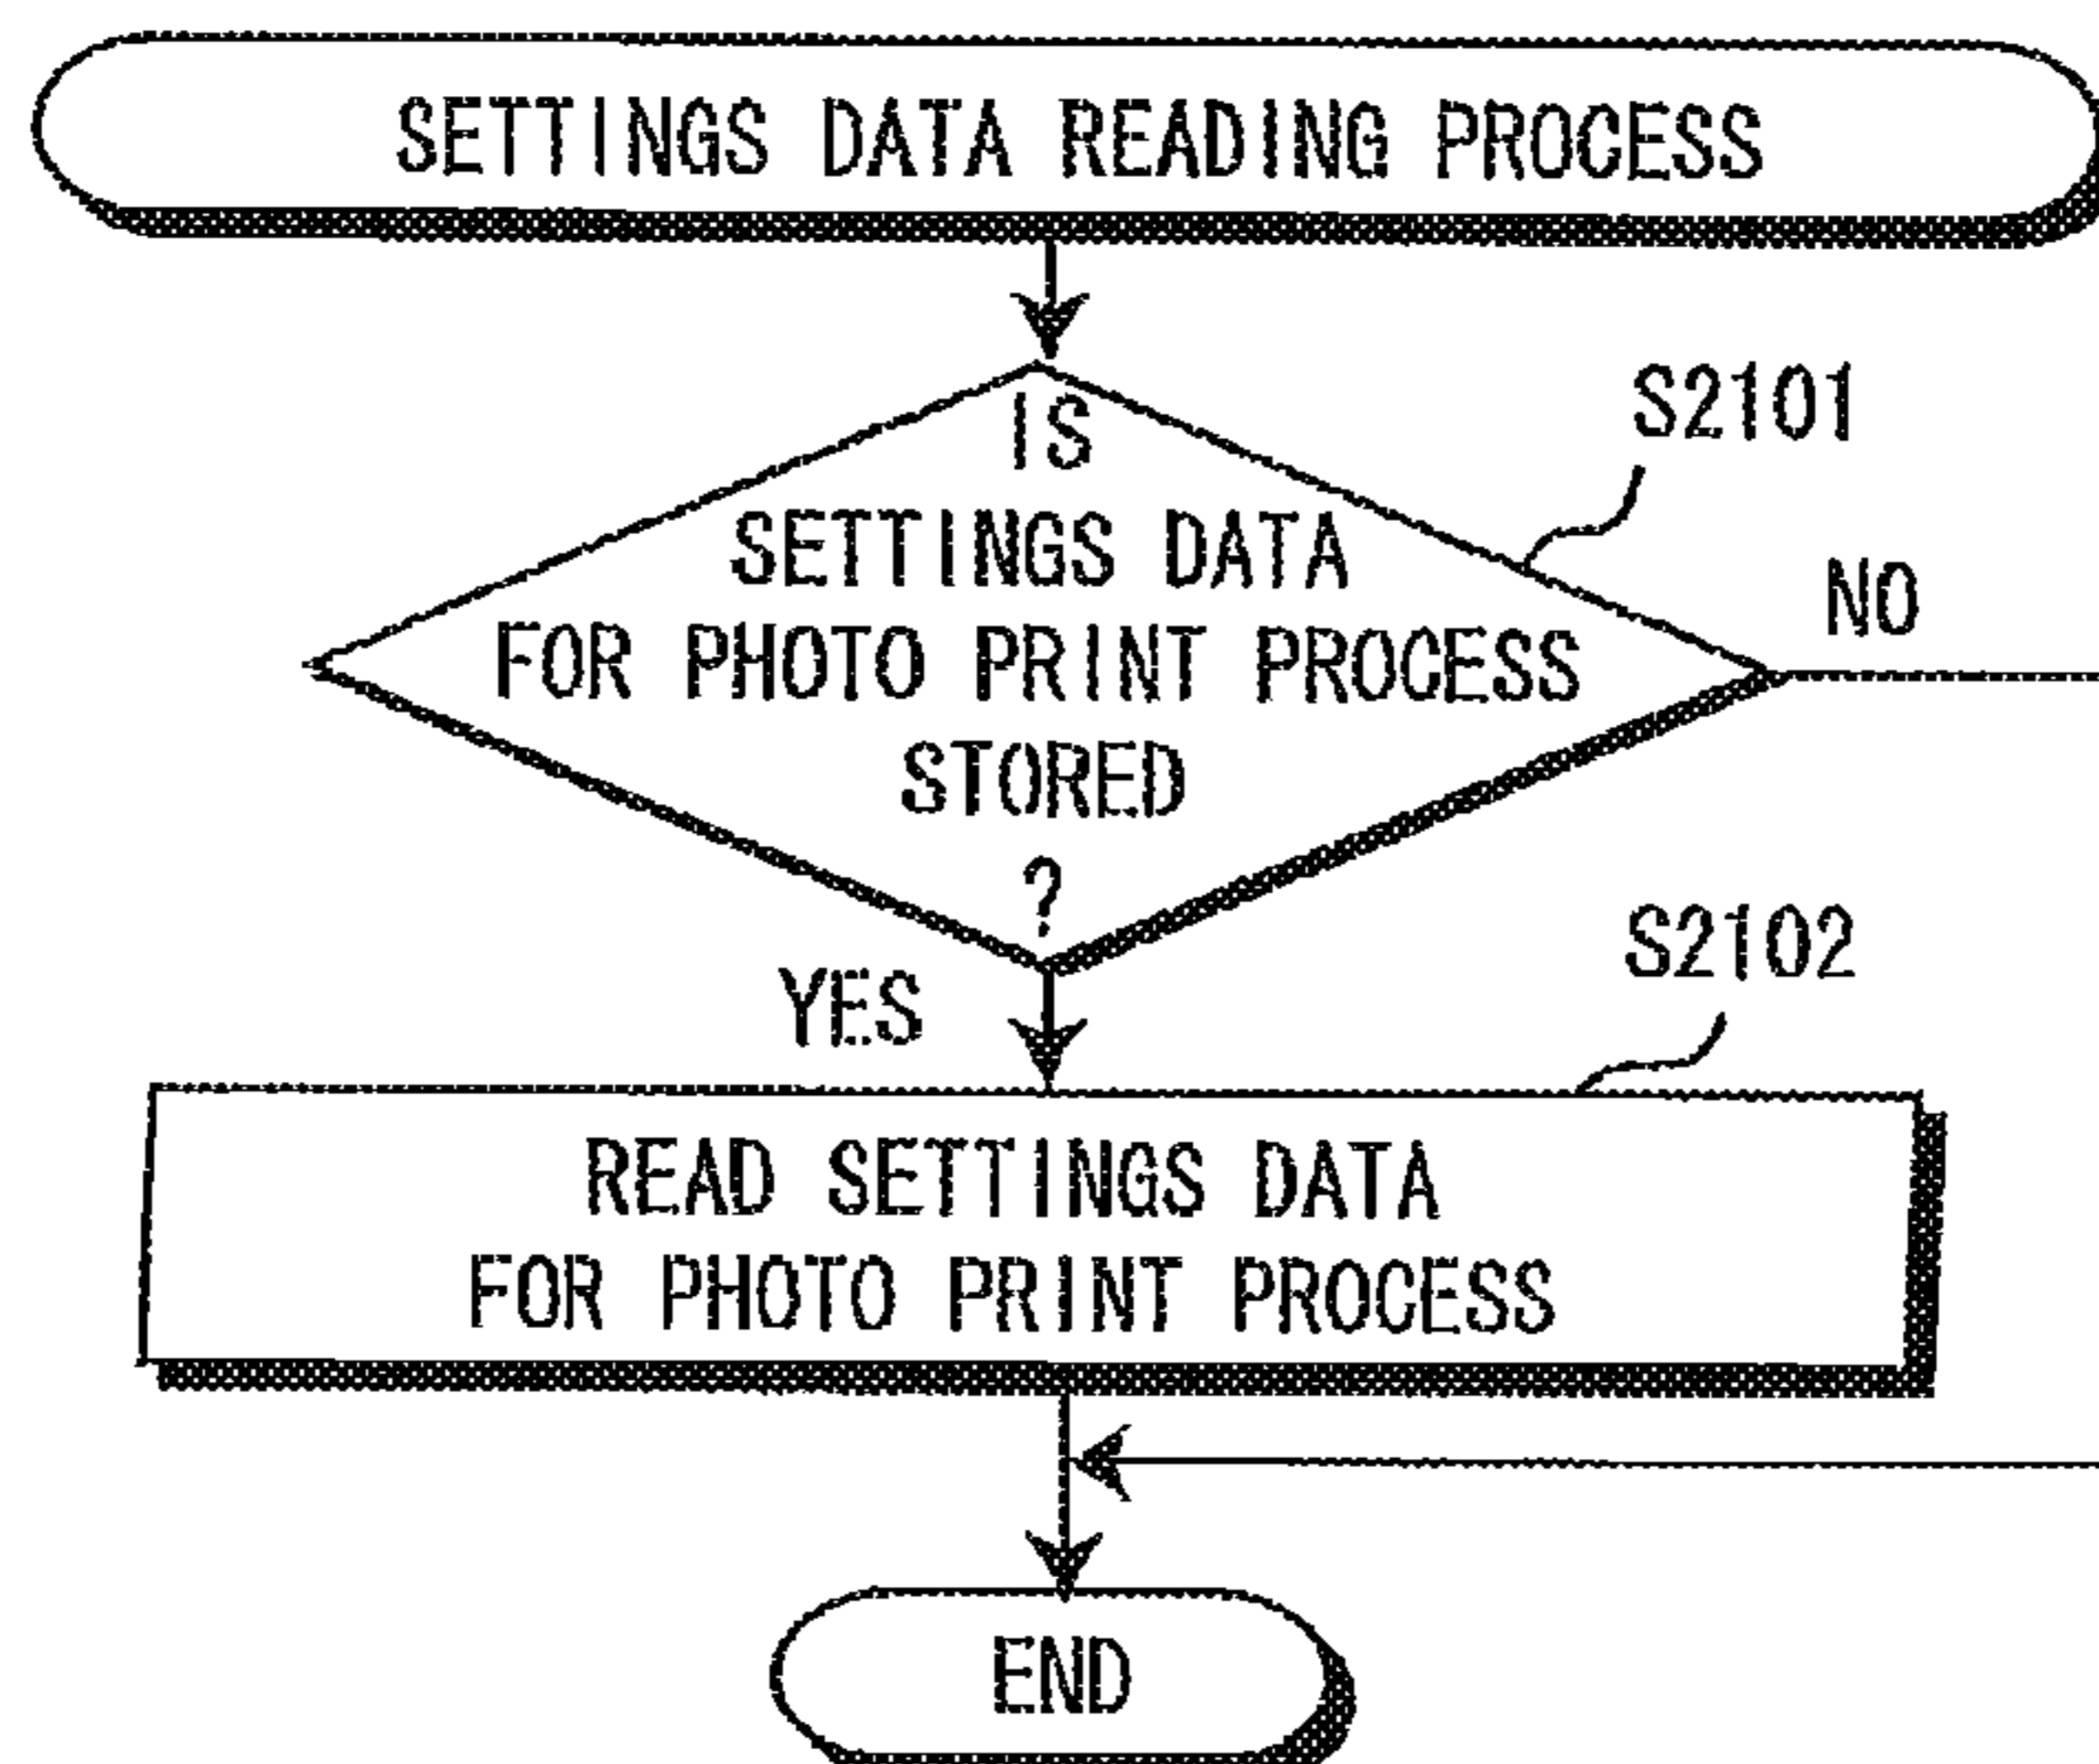 SETTINGS DATA READING PROCESS
S2101
IS
SETTINGS DATA
FOR PHOTO PRINT PROCESS
STORED
?
NO
YES
S2102
READ SETTINGS DATA
FOR PHOTO PRINT PROCESS
END